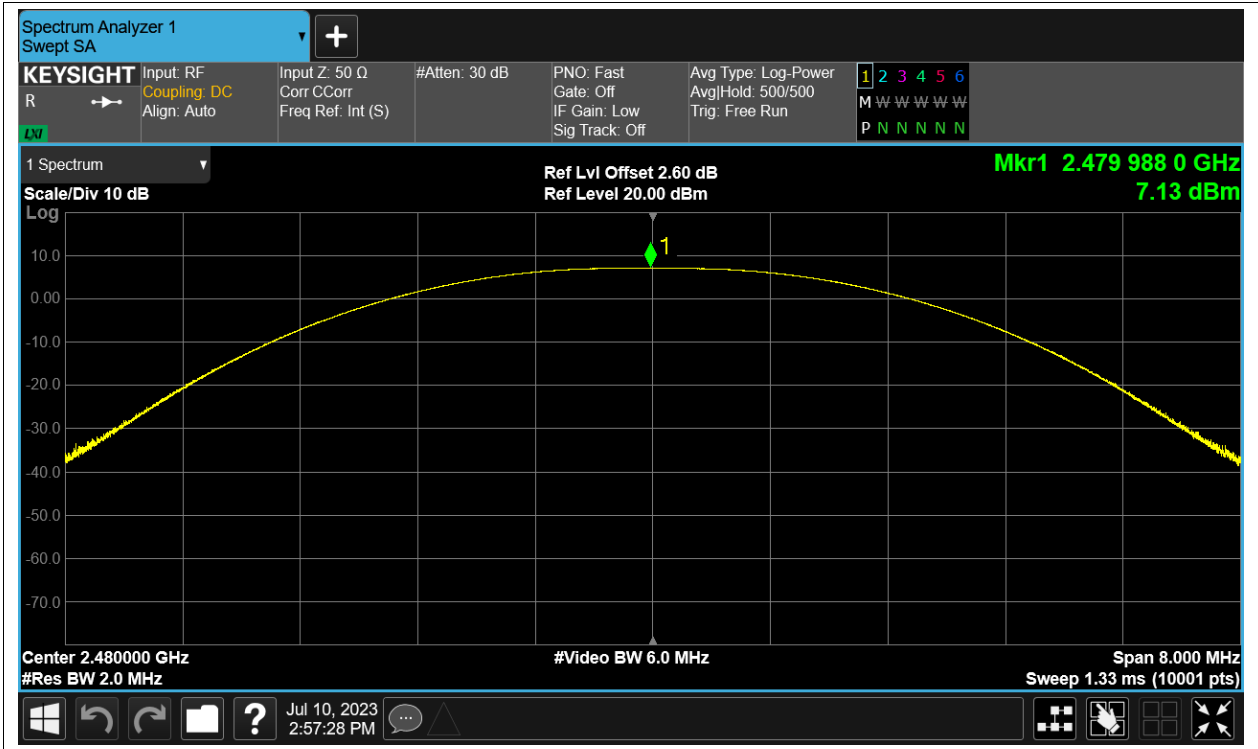 Spectrum Analyzer 1
Swept SA
KEYSIGHT
R
LXI
Input: RF
Coupling: DC
Align: Auto
Input Z: 50 Ω
Corr CCorr
Freq Ref: Int (S)
#Atten: 30 dB
PNO: Fast
Gate: Off
IF Gain: Low
Sig Track: Off
Avg Type: Log-Power
Avg|Hold: 500/500
Trig: Free Run
1 2 3 4 5 6
M W W W W W
P N N N N N
1 Spectrum
Scale/Div 10 dB
Log
Ref Lvl Offset 2.60 dB
Ref Level 20.00 dBm
Mkr1 2.479 988 0 GHz
7.13 dBm
1
10.0
0.00
-10.0
-20.0
-30.0
-40.0
-50.0
-60.0
-70.0
Center 2.480000 GHz
#Res BW 2.0 MHz
#Video BW 6.0 MHz
Span 8.000 MHz
Sweep 1.33 ms (10001 pts)
?
Jul 10, 2023
2:57:28 PM